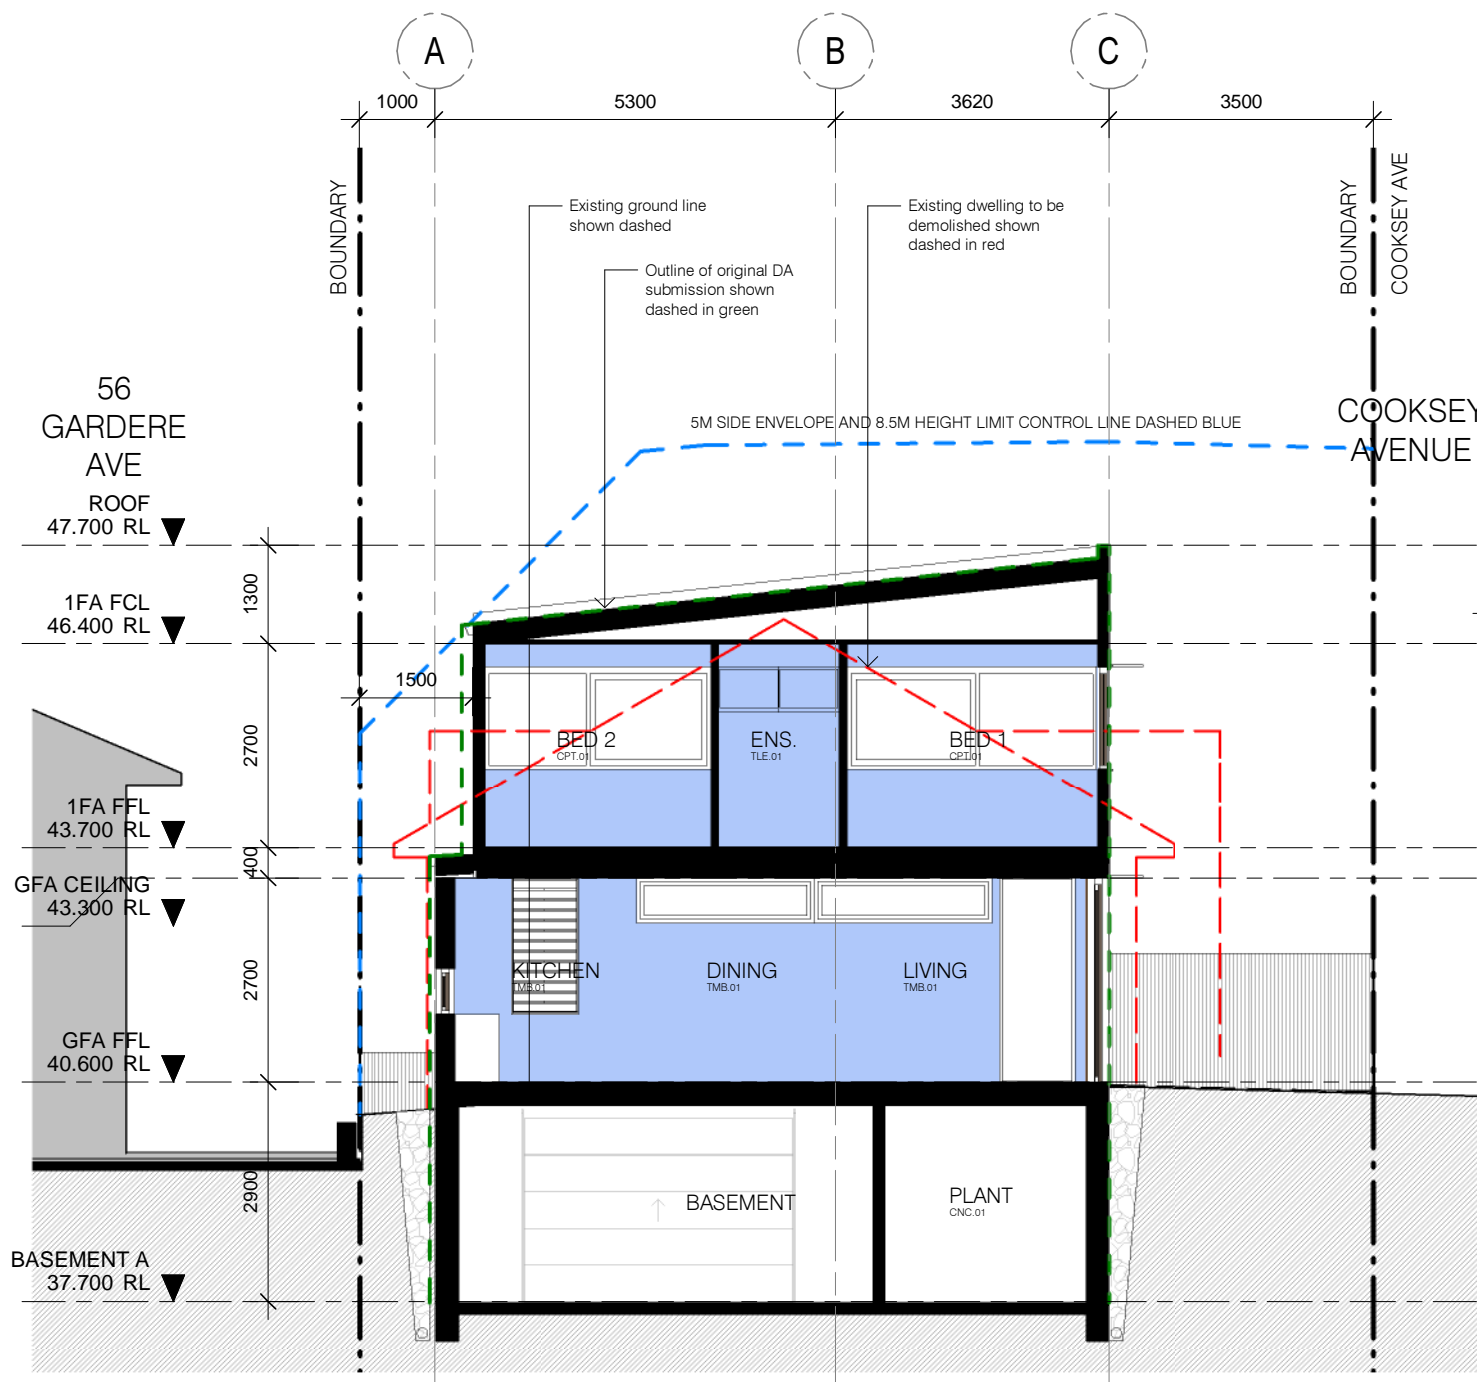 A
B
C
1000
5300
3620
3500
BOUNDARY
BOUNDARY
COOKSEY AVE
Existing ground line
shown dashed
Existing dwelling to be
demolished shown
dashed in red
Outline of original DA
submission shown
dashed in green
56
GARDERE
AVE
5M SIDE ENVELOPE AND 8.5M HEIGHT LIMIT CONTROL LINE DASHED BLUE
COOKSEY
AVENUE
ROOF
47.700 RL
1300
1FA FCL
46.400 RL
1500
2700
BED 2
CPT.01
ENS.
TLE.01
BED 1
CPT.01
1FA FFL
43.700 RL
400
GFA CEILING
43.300 RL
2700
KITCHEN
TMB.01
DINING
TMB.01
LIVING
TMB.01
GFA FFL
40.600 RL
2900
BASEMENT
PLANT
CNC.01
BASEMENT A
37.700 RL